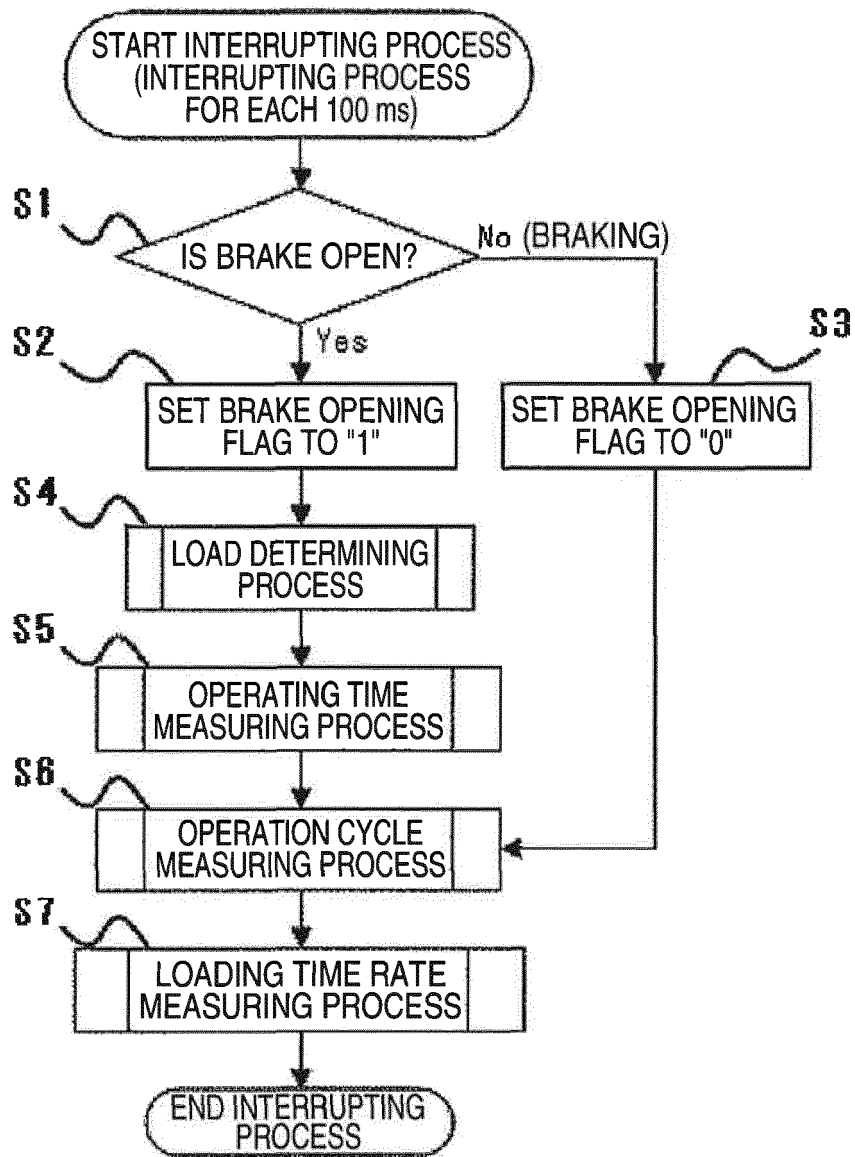 START INTERRUPTING PROCESS
(INTERRUPTING PROCESS
FOR EACH 100 ms)
S1
IS BRAKE OPEN?
No (BRAKING)
Yes
S2
SET BRAKE OPENING
FLAG TO "1"
S3
SET BRAKE OPENING
FLAG TO "0"
S4
LOAD DETERMINING
PROCESS
S5
OPERATING TIME
MEASURING PROCESS
S6
OPERATION CYCLE
MEASURING PROCESS
S7
LOADING TIME RATE
MEASURING PROCESS
END INTERRUPTING
PROCESS